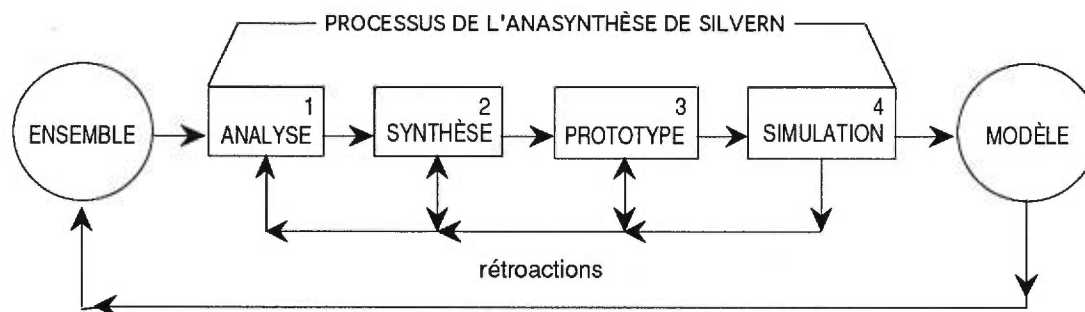 PROCESSUS DE L'ANASYNTHÈSE DE SILVERN
ENSEMBLE
1
ANALYSE
2
SYNTHÈSE
3
PROTOTYPE
4
SIMULATION
MODÈLE
rétroactions